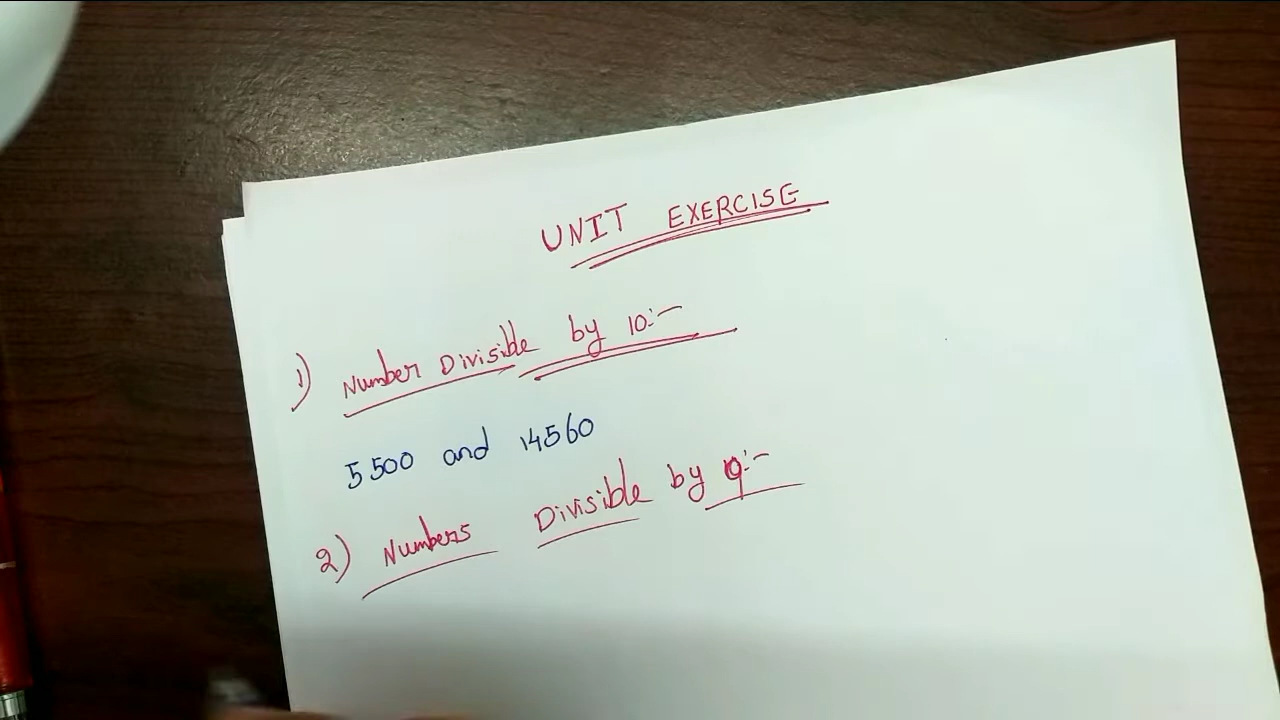 UNIT EXERCISE
1) Number Divisible by 10:-
5500 and 14560
2) Numbers Divisible by 9:-